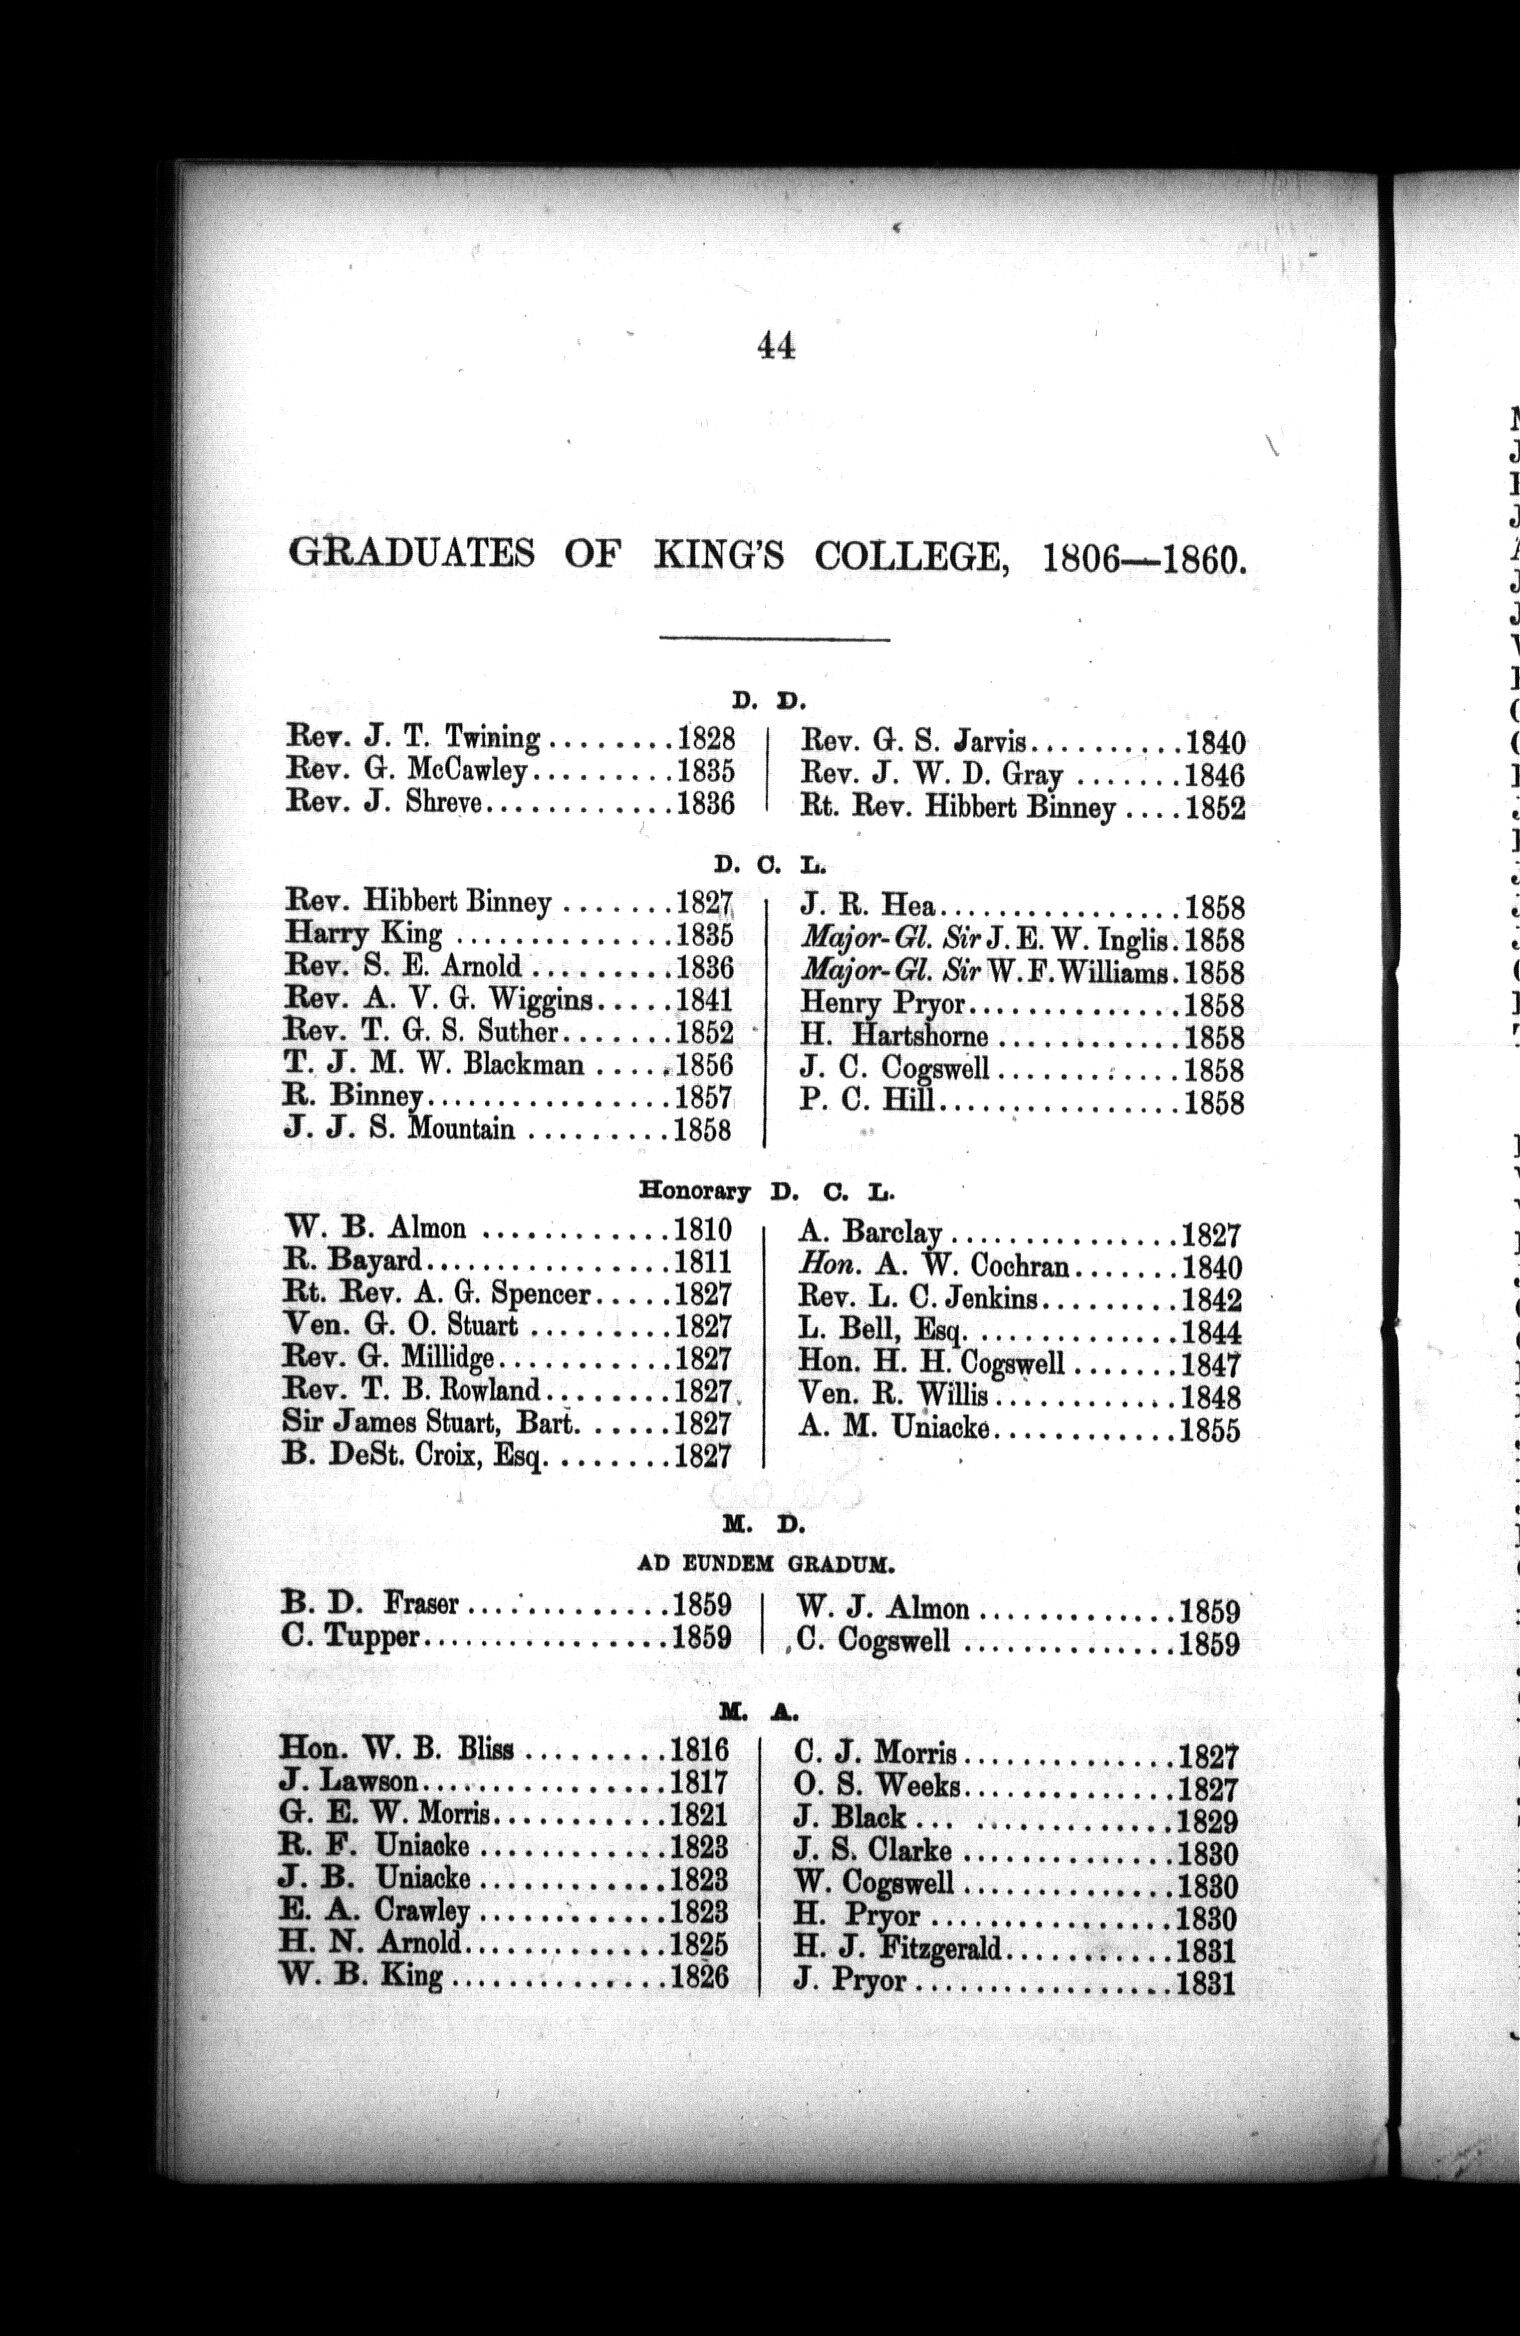 44
GRADUATES OF KING'S COLLEGE, 1806—1860.
D. D.
Rev. J. T. Twining........1828
Rev. G. McCawley.........1835
Rev. J. Shreve............1836
Rev. G. S. Jarvis..........1840
Rev. J. W. D. Gray .......1846
Rt. Rev. Hibbert Binney ....1852
D. C. L.
Rev. Hibbert Binney .......1827
Harry King ..............1835
Rev. S. E. Arnold .........1836
Rev. A. V. G. Wiggins.....1841
Rev. T. G. S. Suther.......1852
T. J. M. W. Blackman .....1856
R. Binney................1857
J. J. S. Mountain .........1858
J. R. Hea................1858
Major-Gl. Sir J. E. W. Inglis.1858
Major-Gl. Sir W. F. Williams.1858
Henry Pryor..............1858
H. Hartshorne ............1858
J. C. Cogswell ............1858
P. C. Hill................1858
Honorary D. C. L.
W. B. Almon .............1810
R. Bayard................1811
Rt. Rev. A. G. Spencer.....1827
Ven. G. O. Stuart .........1827
Rev. G. Millidge...........1827
Rev. T. B. Rowland........1827
Sir James Stuart, Bart. ......1827
B. DeSt. Croix, Esq. ........1827
A. Barclay ...............1827
Hon. A. W. Cochran.......1840
Rev. L. C. Jenkins.........1842
L. Bell, Esq. ..............1844
Hon. H. H. Cogswell .......1847
Ven. R. Willis............1848
A. M. Uniacke............1855
M. D.
AD EUNDEM GRADUM.
B. D. Fraser ..............1859
C. Tupper................1859
W. J. Almon .............1859
C. Cogswell ..............1859
M. A.
Hon. W. B. Bliss .........1816
J. Lawson................1817
G. E. W. Morris...........1821
R. F. Uniacke ............1823
J. B. Uniacke ............1823
E. A. Crawley ............1823
H. N. Arnold.............1825
W. B. King ..............1826
C. J. Morris..............1827
O. S. Weeks..............1827
J. Black ... .............1829
J. S. Clarke ..............1830
W. Cogswell ..............1830
H. Pryor ................1830
H. J. Fitzgerald...........1831
J. Pryor .................1831